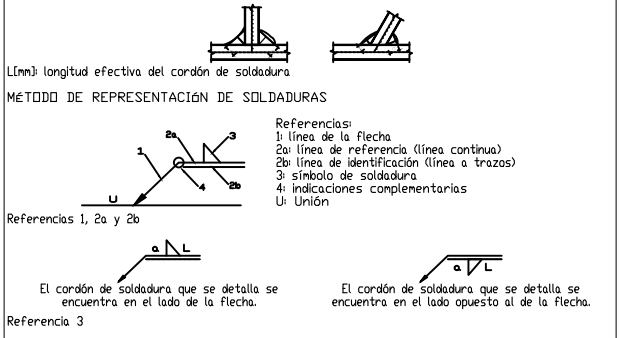 L[mm]: longitud efectiva del cordón de soldadura
MÉTODO DE REPRESENTACIÓN DE SOLDADURAS
Referencias:
1: línea de la flecha
2a: línea de referencia (línea continua)
2b: línea de identificación (línea a trazos)
3: símbolo de soldadura
4: indicaciones complementarias
U: Unión
2a
3
1
4
2b
U
Referencias 1, 2a y 2b
a L
El cordón de soldadura que se detalla se
encuentra en el lado de la flecha.
a L
El cordón de soldadura que se detalla se
encuentra en el lado opuesto al de la flecha.
Referencia 3